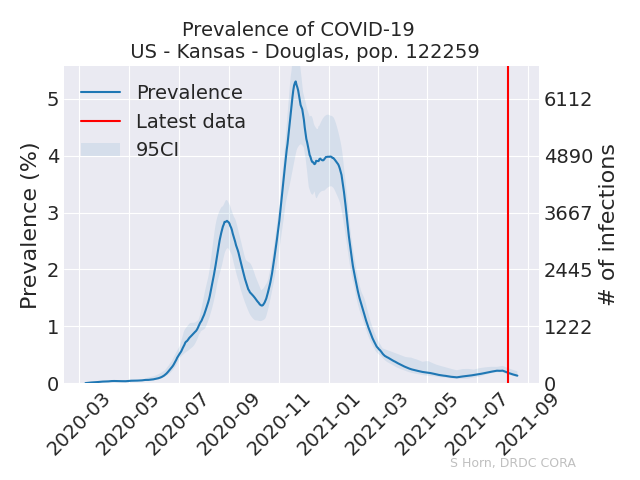 Prevalence of COVID-19
US - Kansas - Douglas, pop. 122259
Prevalence
Latest data
95CI
Prevalence (%)
5
4
3
2
1
0
6112
4890
3667
2445
1222
0
# of infections
2020-03
2020-05
2020-07
2020-09
2020-11
2021-01
2021-03
2021-05
2021-07
2021-09
S Horn, DRDC CORA